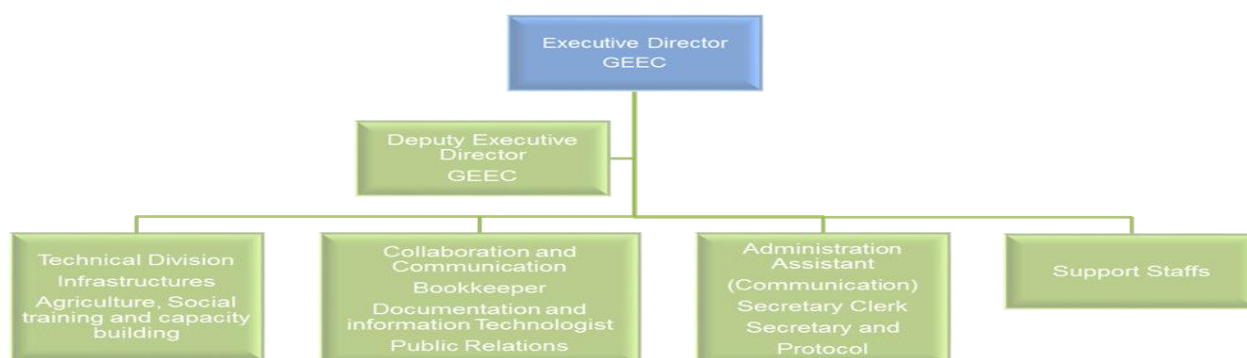 Executive Director
GEEC
Deputy Executive
Director
GEEC
Technical Division
Infrastructures
Agriculture, Social
training and capacity
building
Collaboration and
Communication
Bookkeeper
Documentation and
information Technologist
Public Relations
Administration
Assistant
(Communication)
Secretary Clerk
Secretary and
Protocol
Support Staffs